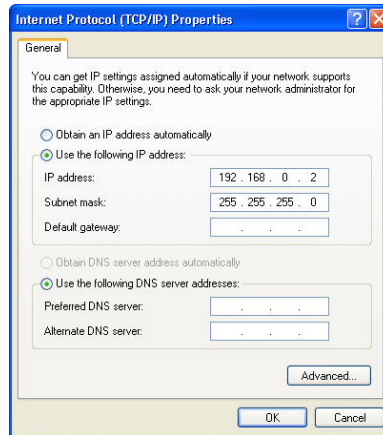 Internet Protocol (TCP/IP) Properties
General
You can get IP settings assigned automatically if your network supports
this capability. Otherwise, you need to ask your network administrator for
the appropriate IP settings.
Obtain an IP address automatically
Use the following IP address:
IP address: 192 . 168 . 0 . 2
Subnet mask: 255 . 255 . 255 . 0
Default gateway: . . .
Obtain DNS server address automatically
Use the following DNS server addresses:
Preferred DNS server: . . .
Alternate DNS server: . . .
Advanced...
OK Cancel